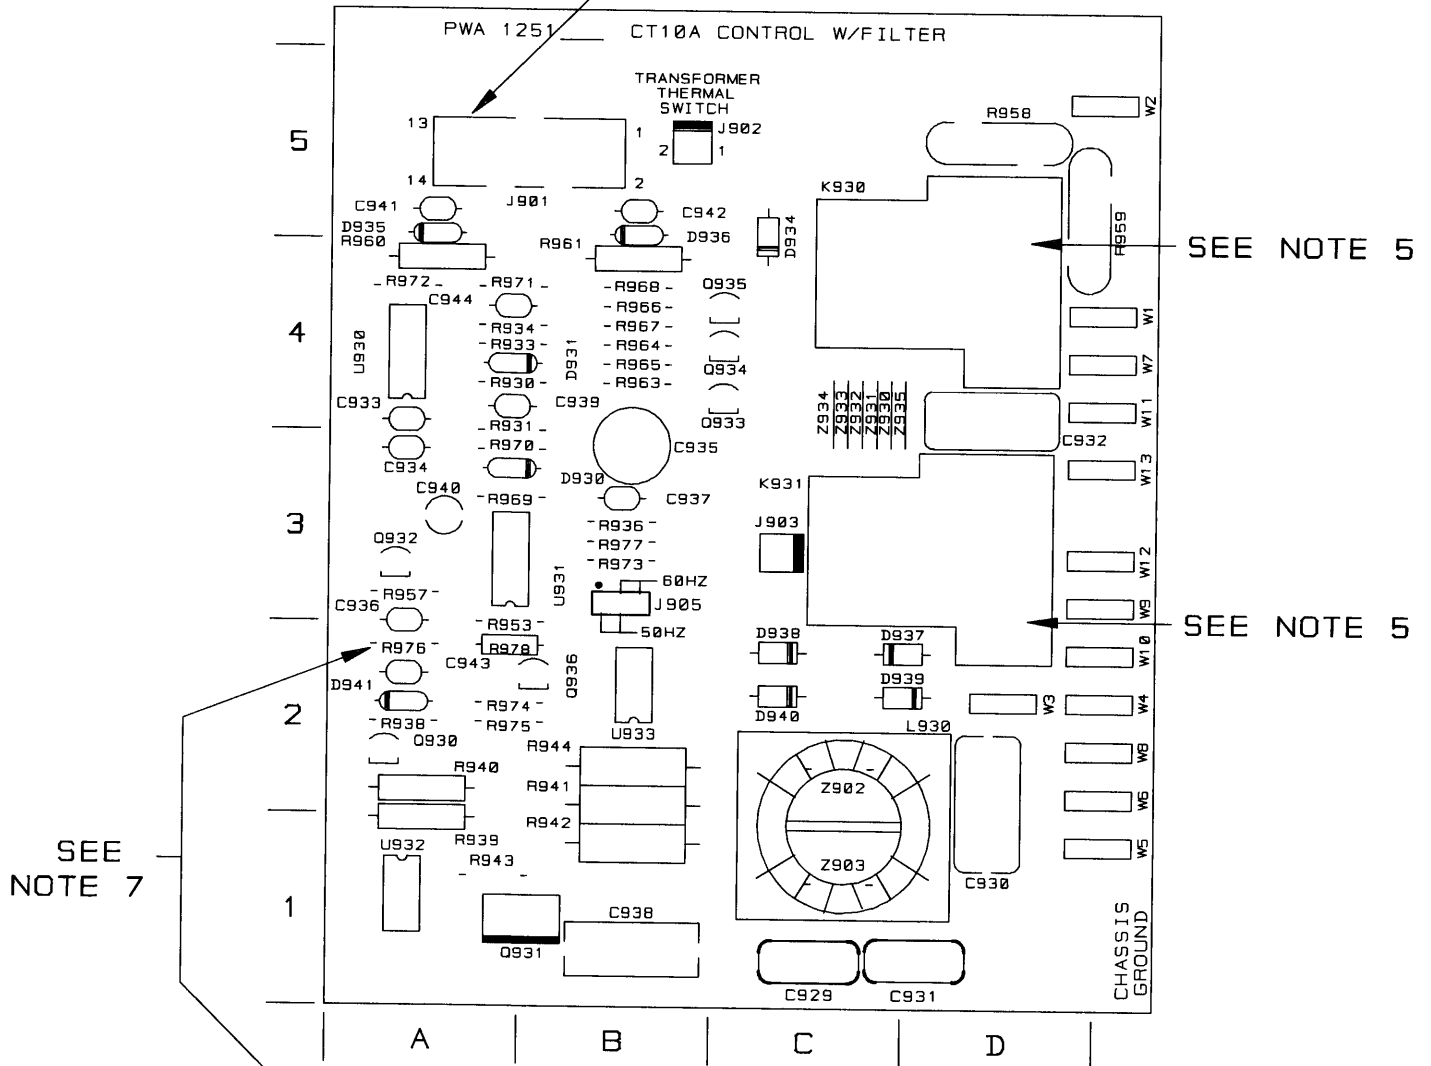 PWA 1251__ CT10A CONTROL W/FILTER
TRANSFORMER
THERMAL
SWITCH
W2
R958
13
1
J902
5
2
1
14
2
K930
C941
J901
C942
D935
D936
D934
R960
R961
R959
SEE NOTE 5
R972
R971
R968
Q935
C944
R966
W1
R934
R967
4
U930
R933
D931
R964
W7
R965
Q934
R930
R963
C933
C939
Z934
Z933
Z932
Z931
Z930
Z935
W11
R931
Q933
R970
C935
C932
C934
D930
W13
C940
K931
R969
C937
3
J903
Q932
R936
R977
W12
R973
U931
60HZ
R957
C936
J905
W9
R953
50HZ
SEE NOTE 5
R976
R978
D938
D937
W10
C943
Q936
D941
D939
R974
W3
W4
2
R938
R975
D940
Q930
U933
L930
R944
W8
R940
R941
Z902
W6
R942
SEE
NOTE 7
U932
R939
W5
R943
Z903
C930
1
C938
CHASSIS
GROUND
Q931
C929
C931
A
B
C
D